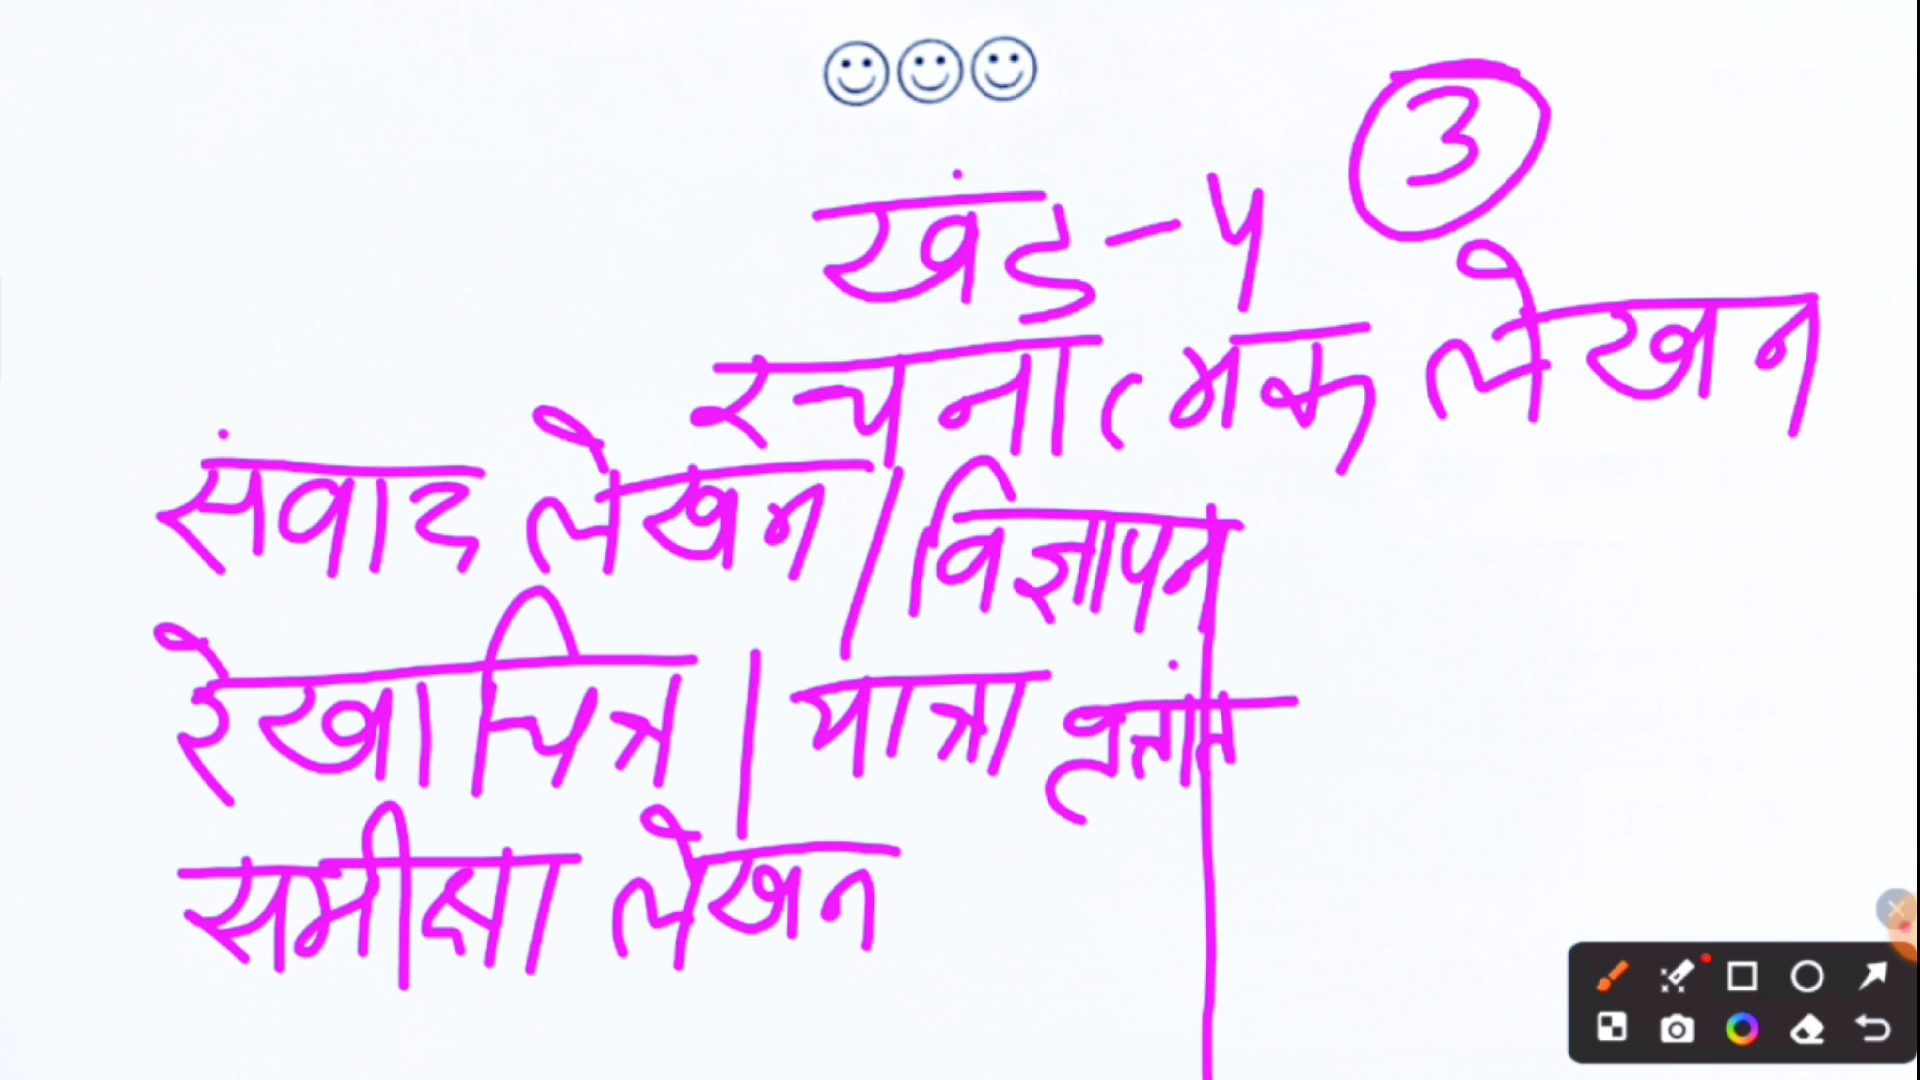 3
खंड-4
रचनात्मक लेखन
संवाद लेखन/विज्ञापन
रेखाचित्र|यात्रा वृत्तांत
समीक्षा लेखन